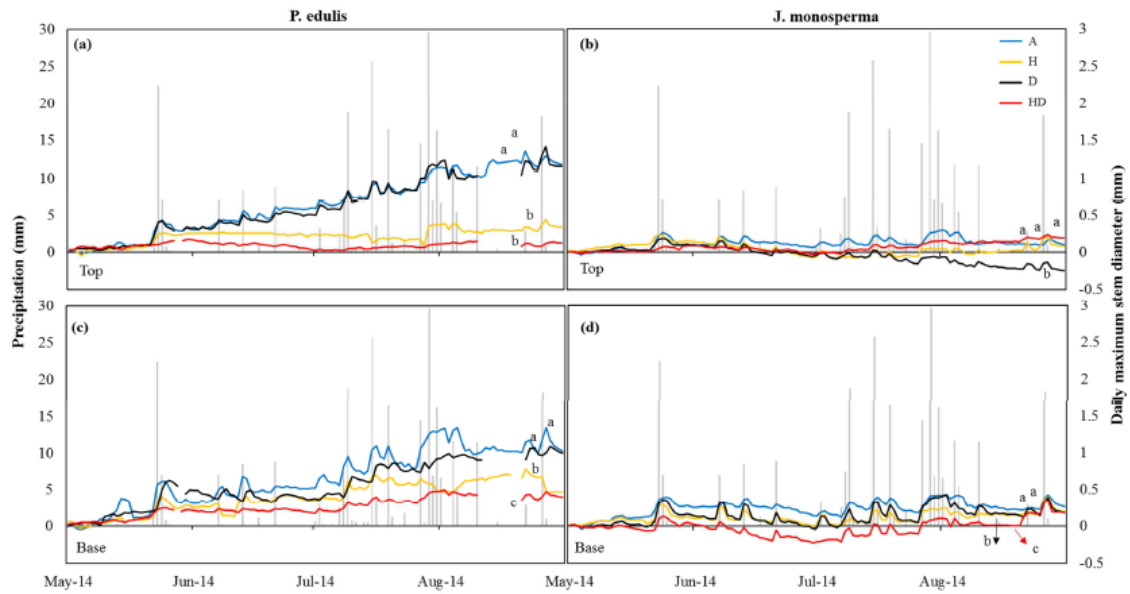 P. edulis
J. monosperma
Precipitation (mm)
Daily maximum stem diameter (mm)
30
25
20
15
10
5
0
(a)
a
a
b
b
Top
(b)
A
H
D
HD
a
a
b
Top
3
2.5
2
1.5
1
0.5
0
-0.5
30
25
20
15
10
5
0
(c)
a
a
b
c
Base
(d)
a
a
b
c
Base
3
2.5
2
1.5
1
0.5
0
-0.5
May-14
Jun-14
Jul-14
Aug-14
May-14
Jun-14
Jul-14
Aug-14